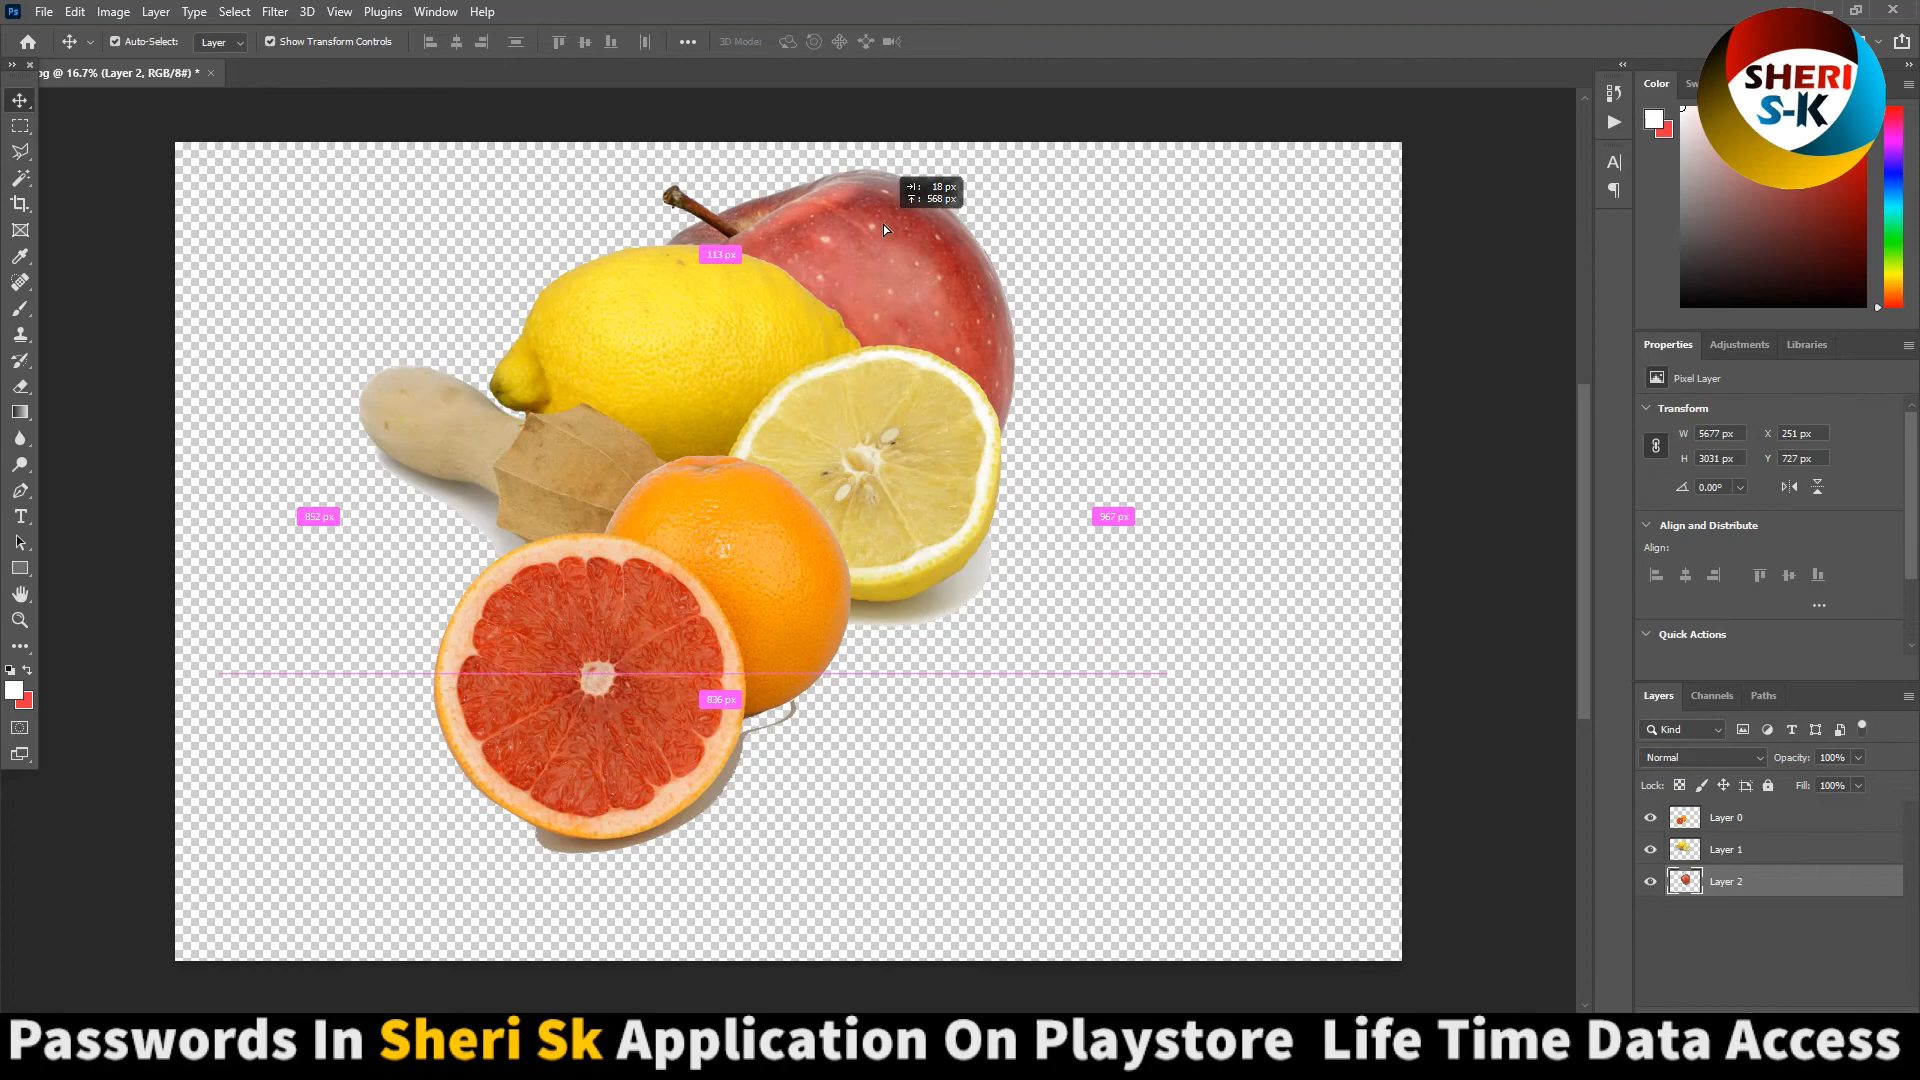 Ps File Edit Image Layer Type Select Filter 3D View Plugins Window Help
Auto-Select: Layer Show Transform Controls 3D Mode:
og @ 16.7% (Layer 2, RGB/8#) * ×
SHERI
S-K
Color Sw
18 px
568 px
113 px
852 px
967 px
836 px
Properties Adjustments Libraries
Pixel Layer
Transform
W 5677 px X 251 px
H 3031 px Y 727 px
0.00°
Align and Distribute
Align:
Quick Actions
Layers Channels Paths
Kind
Normal Opacity: 100%
Lock: Fill: 100%
Layer 0
Layer 1
Layer 2
Passwords In Sheri Sk Application On Playstore Life Time Data Access